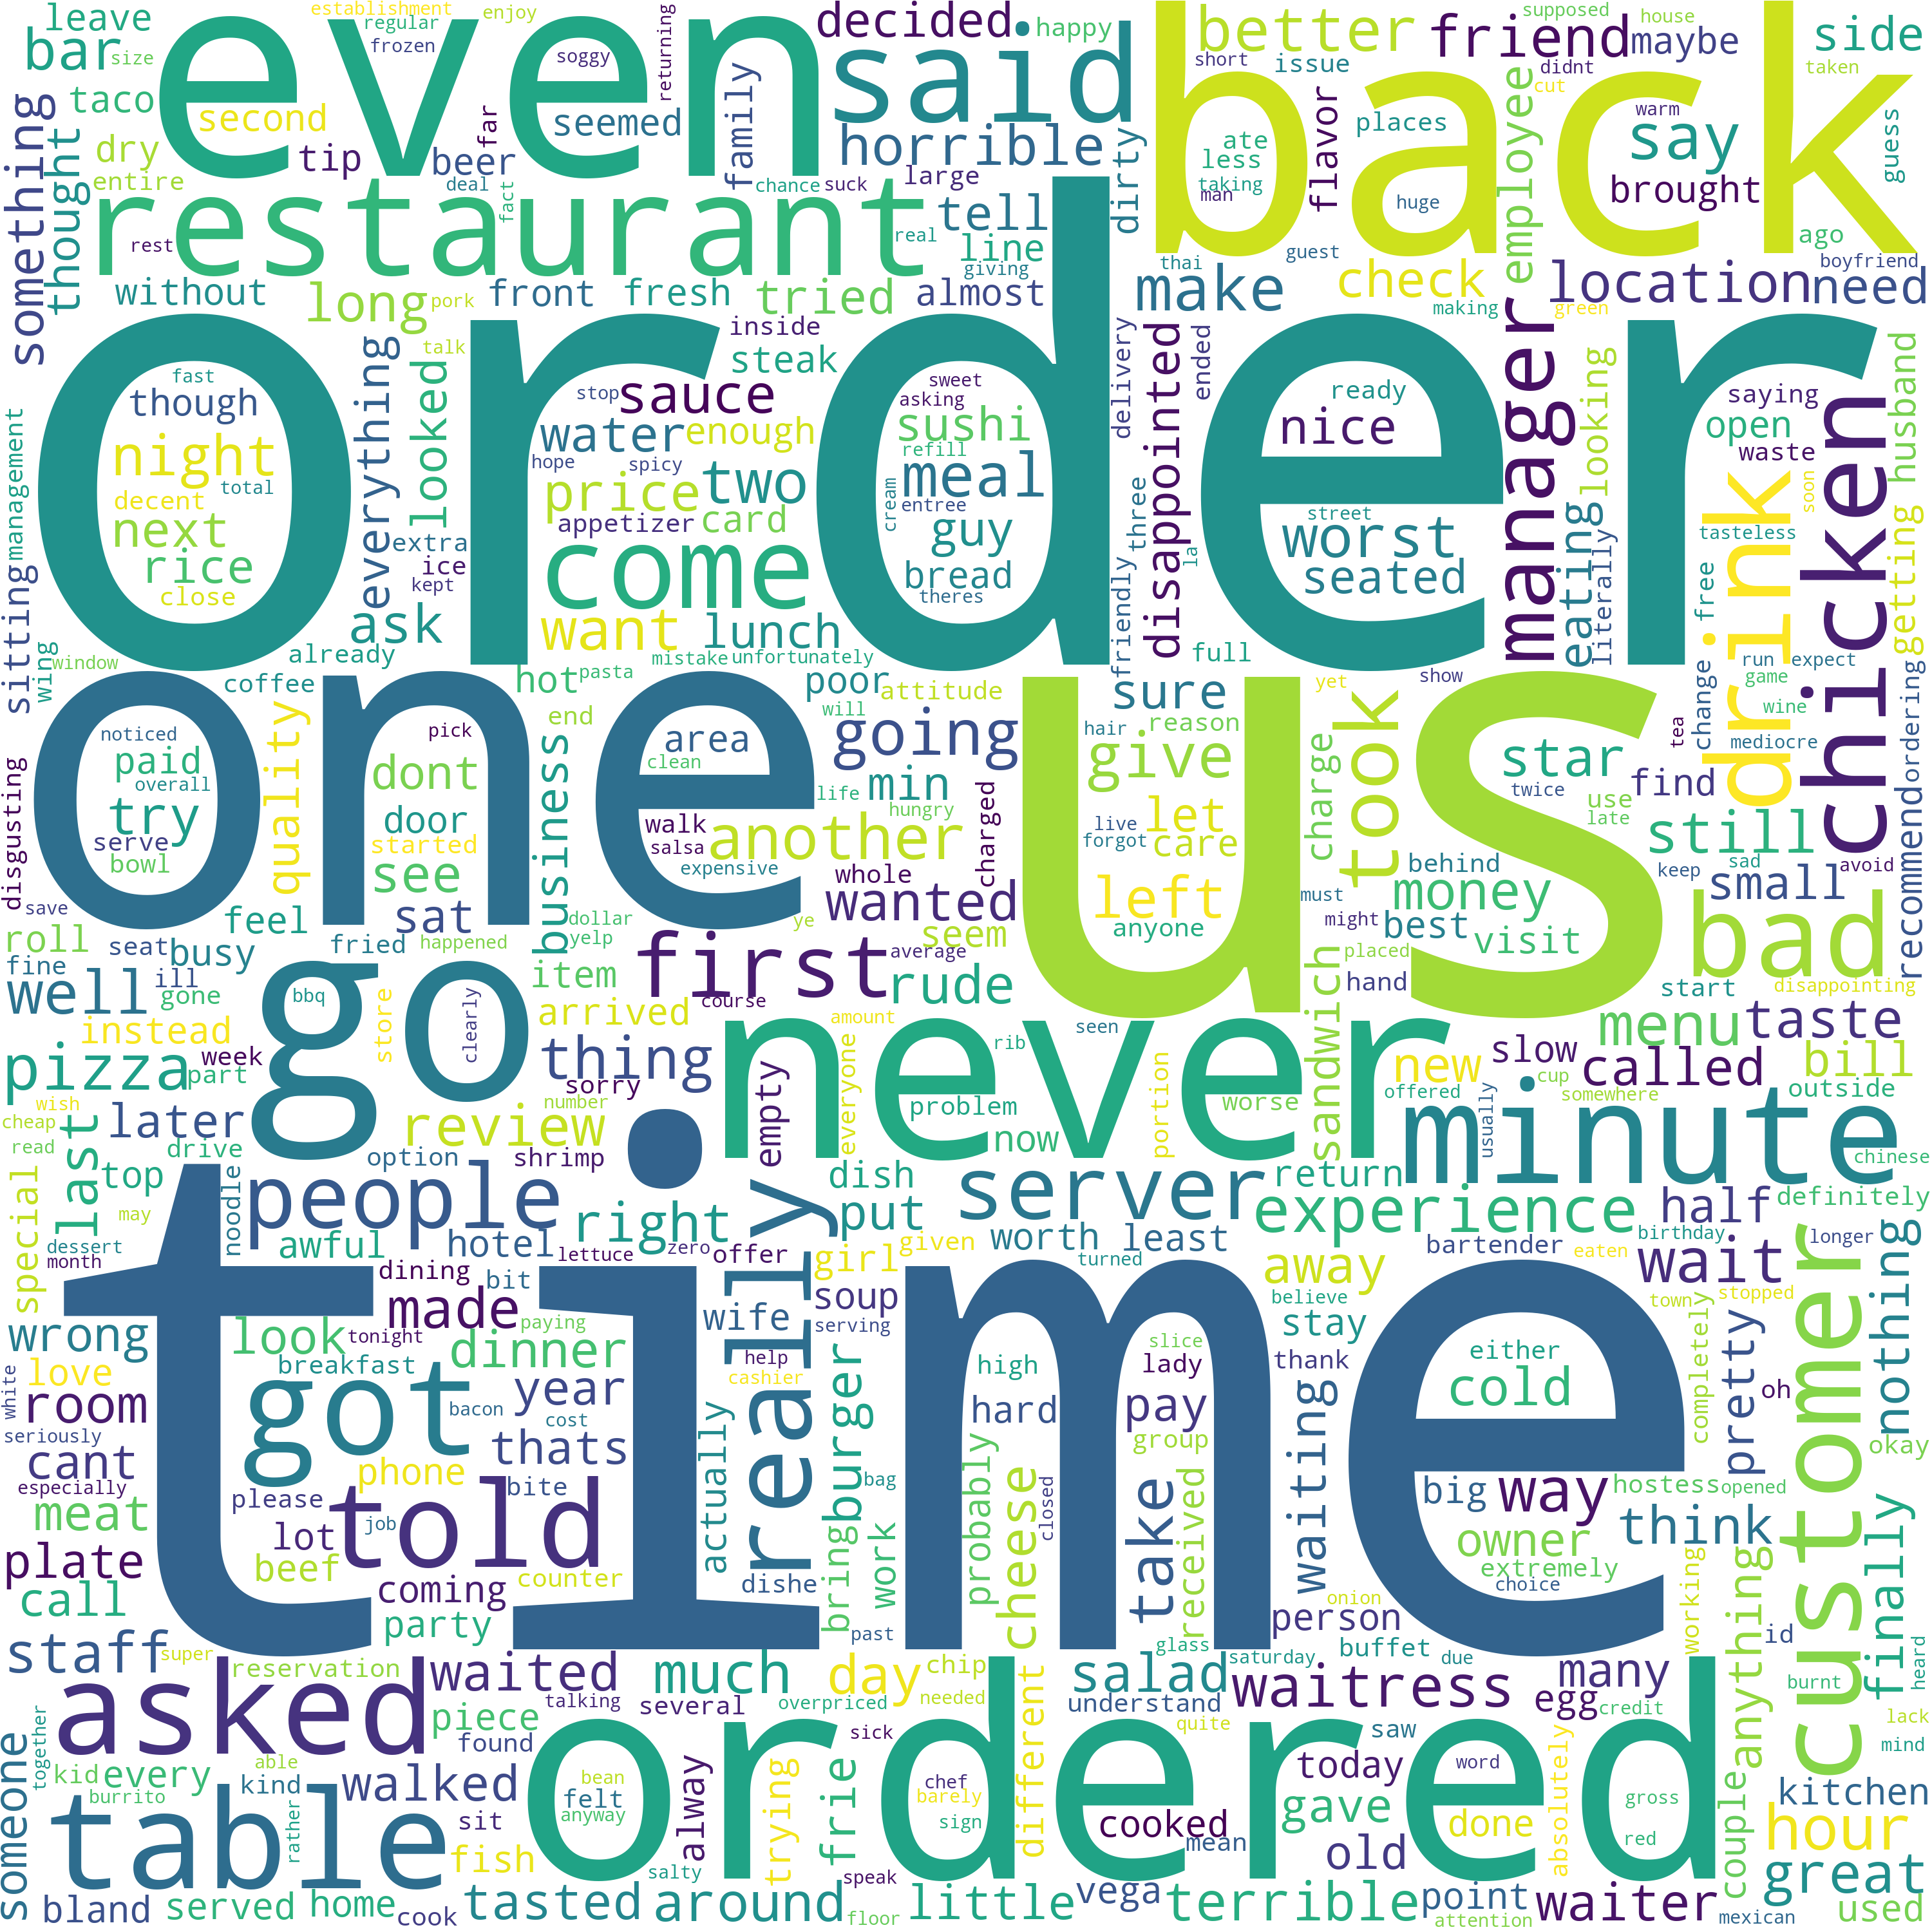 leave
establishment
regular
enjoy
frozen
even
bar
size
soggy
returning
decided
happy
said
back
better
short
issue
friend
didnt
cut
supposed
house
maybe
side
taken
taco
second
tip
seemed
far
beer
family
horrible
dirty
flavor
places
ate
less
taking
man
huge
employee
say
warm
brought
guess
something
thought
dry
entire
rest
restaurant
deal
fact
chance
suck
large
real
tell
line
giving
guest
ago
boyfriend
without
long
pork
front
fresh
tried
almost
thai
make
check
making
green
location
need
order
fast
though
night
decent
total
next
rice
close
everything
talk
looked
extra
kept
ice
ask
already
inside
steak
stop
sauce
water
enough
hope
spicy
price
two
appetizer
card
come
want
lunch
mistake
unfortunately
sweet
asking
sushi
refill
meal
cream
entree
guy
bread
theres
delivery
ended
friendly
three
disappointed
la
ready
nice
street
worst
seated
full
manager
eating
looking
literally
saying
open
waste
soon
tasteless
drink
chicken
husband
getting
free
change
management
sitting
wing
window
coffee
one
hot
pasta
poor
attitude
will
end
us
sure
hair
reason
yet
show
run
expect
game
wine
tea
mediocre
ordering
recommend
noticed
paid
overall
try
serve
bowl
quality
pick
dont
door
started
see
sat
business
area
clean
life
going
min
hungry
walk
salsa
another
expensive
whole
charged
wanted
give
live
let
forgot
care
left
anyone
charge
took
must
might
star
twice
use
late
find
still
behind
money
best
visit
keep
sad
small
avoid
bad
disgusting
save
roll
seat
feel
busy
fried
happened
dollar
yelp
ye
fine
ill
well
gone
go
bbq
store
clearly
item
first
average
seem
rude
course
arrived
sandwich
placed
hand
start
disappointing
instead
pizza
week
part
thing
sorry
number
amount
never
seen
rib
new
slow
called
menu
taste
bill
cup
outside
somewhere
offered
wish
cheap
read
last
later
drive
review
option
shrimp
empty
everyone
problem
now
portion
worse
minute
usually
chinese
special
top
may
noodle
people
right
really
dish
put
server
return
experience
half
definitely
dessert
month
awful
hotel
lettuce
zero
offer
girl
given
worth
least
turned
away
bartender
birthday
eaten
wait
longer
customer
nothing
time
dining
bit
wrong
look
tonight
made
paying
dinner
wife
soup
serving
believe
stay
town
stopped
completely
pretty
love
white
room
breakfast
got
bacon
year
cost
help
cashier
burger
high
hard
slice
lady
pay
group
thank
either
cold
oh
seriously
cant
especially
thats
phone
please
bite
actually
bag
probably
cheese
closed
take
received
waiting
big
way
hostess
opened
okay
meat
lot
job
told
beef
plate
coming
counter
dishe
bring
work
owner
extremely
think
choice
call
party
past
onion
glass
person
buffet
due
working
anything
id
finally
heard
staff
super
reservation
waited
much
day
chip
salad
saturday
waitress
many
egg
credit
burnt
lack
mind
asked
talking
several
overpriced
needed
understand
quite
saw
someone
together
kid
every
able
kind
walked
piece
found
sick
different
ordered
today
word
absolutely
couple
kitchen
burrito
rather
table
sit
bean
felt
anyway
alway
trying
frie
chef
barely
sign
cooked
mean
gave
done
gross
red
hour
fish
salty
speak
old
great
bland
served
home
cook
tasted
around
floor
little
vega
terrible
point
attention
waiter
mexican
used